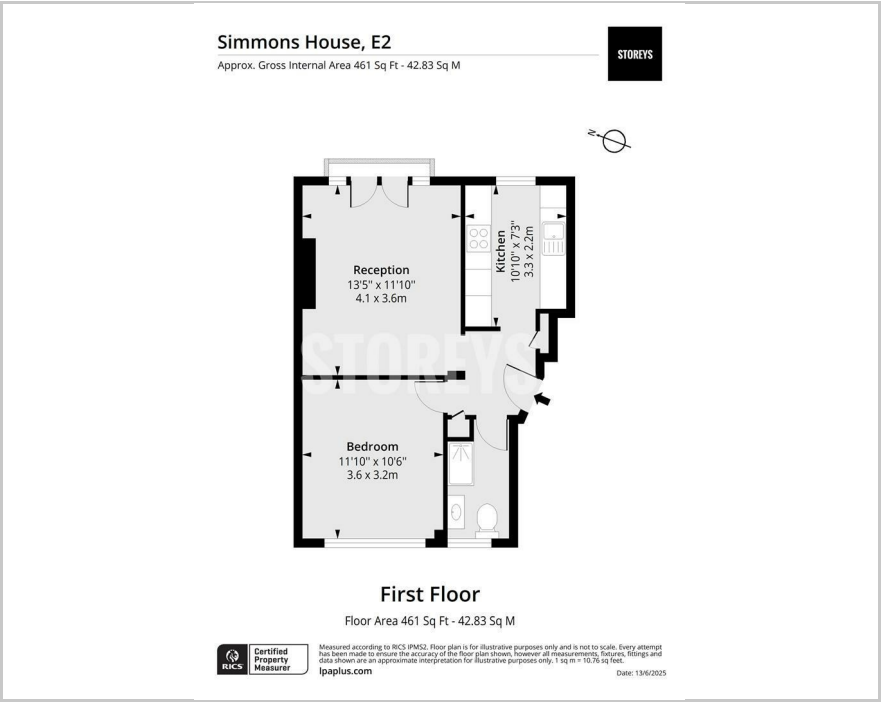 Simmons House, E2
Approx. Gross Internal Area 461 Sq Ft - 42.83 Sq M
STOREYS
N
Reception
13'5" x 11'10"
4.1 x 3.6m
Kitchen
10'10" x 7'3"
3.3 x 2.2m
STOREYS
Bedroom
11'10" x 10'6"
3.6 x 3.2m
First Floor
Floor Area 461 Sq Ft - 42.83 Sq M
RICS
Certified
Property
Measurer
Measured according to RICS IPMS2. Floor plan is for illustrative purposes only and is not to scale. Every attempt
has been made to ensure the accuracy of the floor plan shown, however all measurements, fixtures, fittings and
data shown are an approximate interpretation for illustrative purposes only. 1 sq m = 10.76 sq feet.
lpaplus.com
Date: 13/6/2025